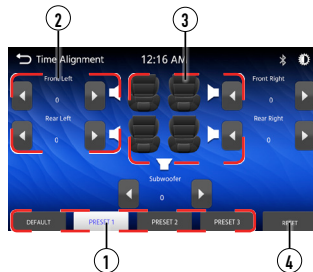 2
3
Time Alignment 12:16 AM
Front Left Front Right
0 0
Rear Left Rear Right
0 0
Subwoofer
0
DEFAULT PRESET 1 PRESET 2 PRESET 3 RESET
1
4